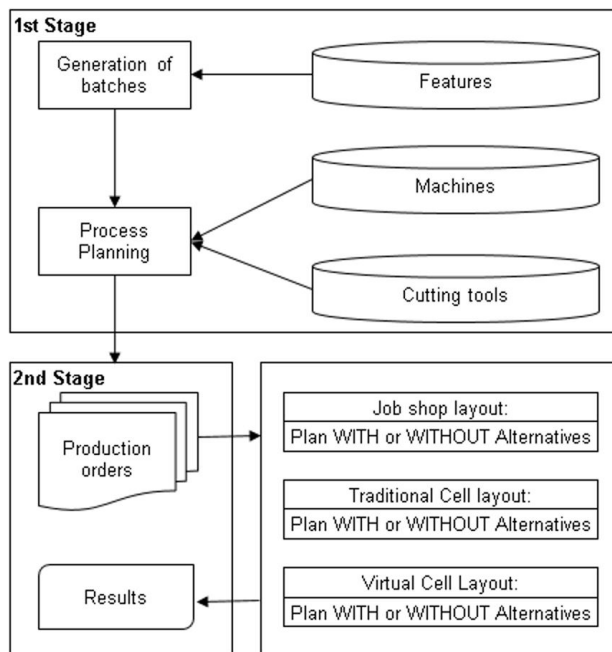 1st Stage
Generation of
batches
Features
Machines
Process
Planning
Cutting tools
2nd Stage
Production
orders
Results
Job shop layout:
Plan WITH or WITHOUT Alternatives
Traditional Cell layout:
Plan WITH or WITHOUT Alternatives
Virtual Cell Layout:
Plan WITH or WITHOUT Alternatives